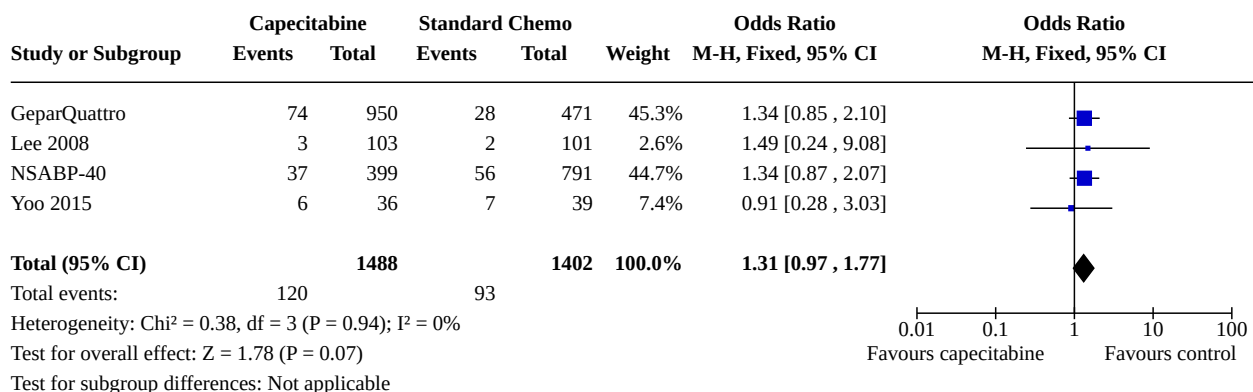 Capecitabine Standard Chemo Odds Ratio Odds Ratio
Study or Subgroup Events Total Events Total Weight M-H, Fixed, 95% CI M-H, Fixed, 95% CI
GeparQuattro 74 950 28 471 45.3% 1.34 [0.85 , 2.10]
Lee 2008 3 103 2 101 2.6% 1.49 [0.24 , 9.08]
NSABP-40 37 399 56 791 44.7% 1.34 [0.87 , 2.07]
Yoo 2015 6 36 7 39 7.4% 0.91 [0.28 , 3.03]
Total (95% CI) 1488 1402 100.0% 1.31 [0.97 , 1.77]
Total events: 120 93
Heterogeneity: Chi² = 0.38, df = 3 (P = 0.94); I² = 0%
0.01 0.1 1 10 100
Test for overall effect: Z = 1.78 (P = 0.07)
Favours capecitabine Favours control
Test for subgroup differences: Not applicable